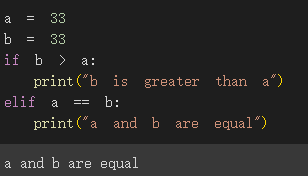 a = 33
b = 33
if b > a:
    print("b is greater than a")
elif a == b:
    print("a and b are equal")
a and b are equal